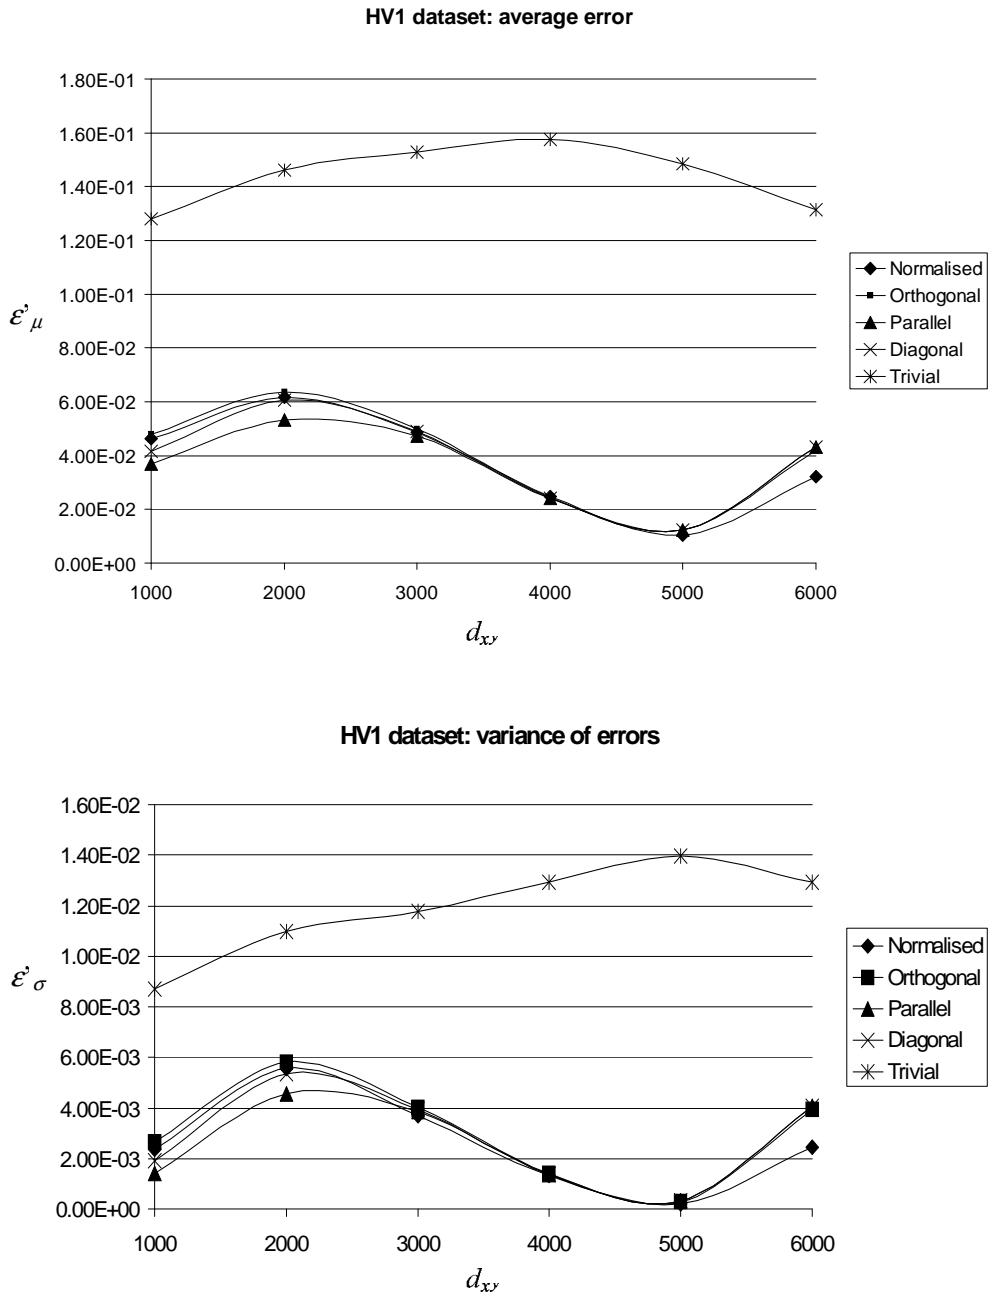 HV1 dataset: average error
1.80E-01
1.60E-01
1.40E-01
1.20E-01
1.00E-01
8.00E-02
6.00E-02
4.00E-02
2.00E-02
0.00E+00
ε'μ
1000 2000 3000 4000 5000 6000
dxy
Normalised
Orthogonal
Parallel
Diagonal
Trivial
HV1 dataset: variance of errors
1.60E-02
1.40E-02
1.20E-02
1.00E-02
8.00E-03
6.00E-03
4.00E-03
2.00E-03
0.00E+00
ε'σ
1000 2000 3000 4000 5000 6000
dxy
Normalised
Orthogonal
Parallel
Diagonal
Trivial